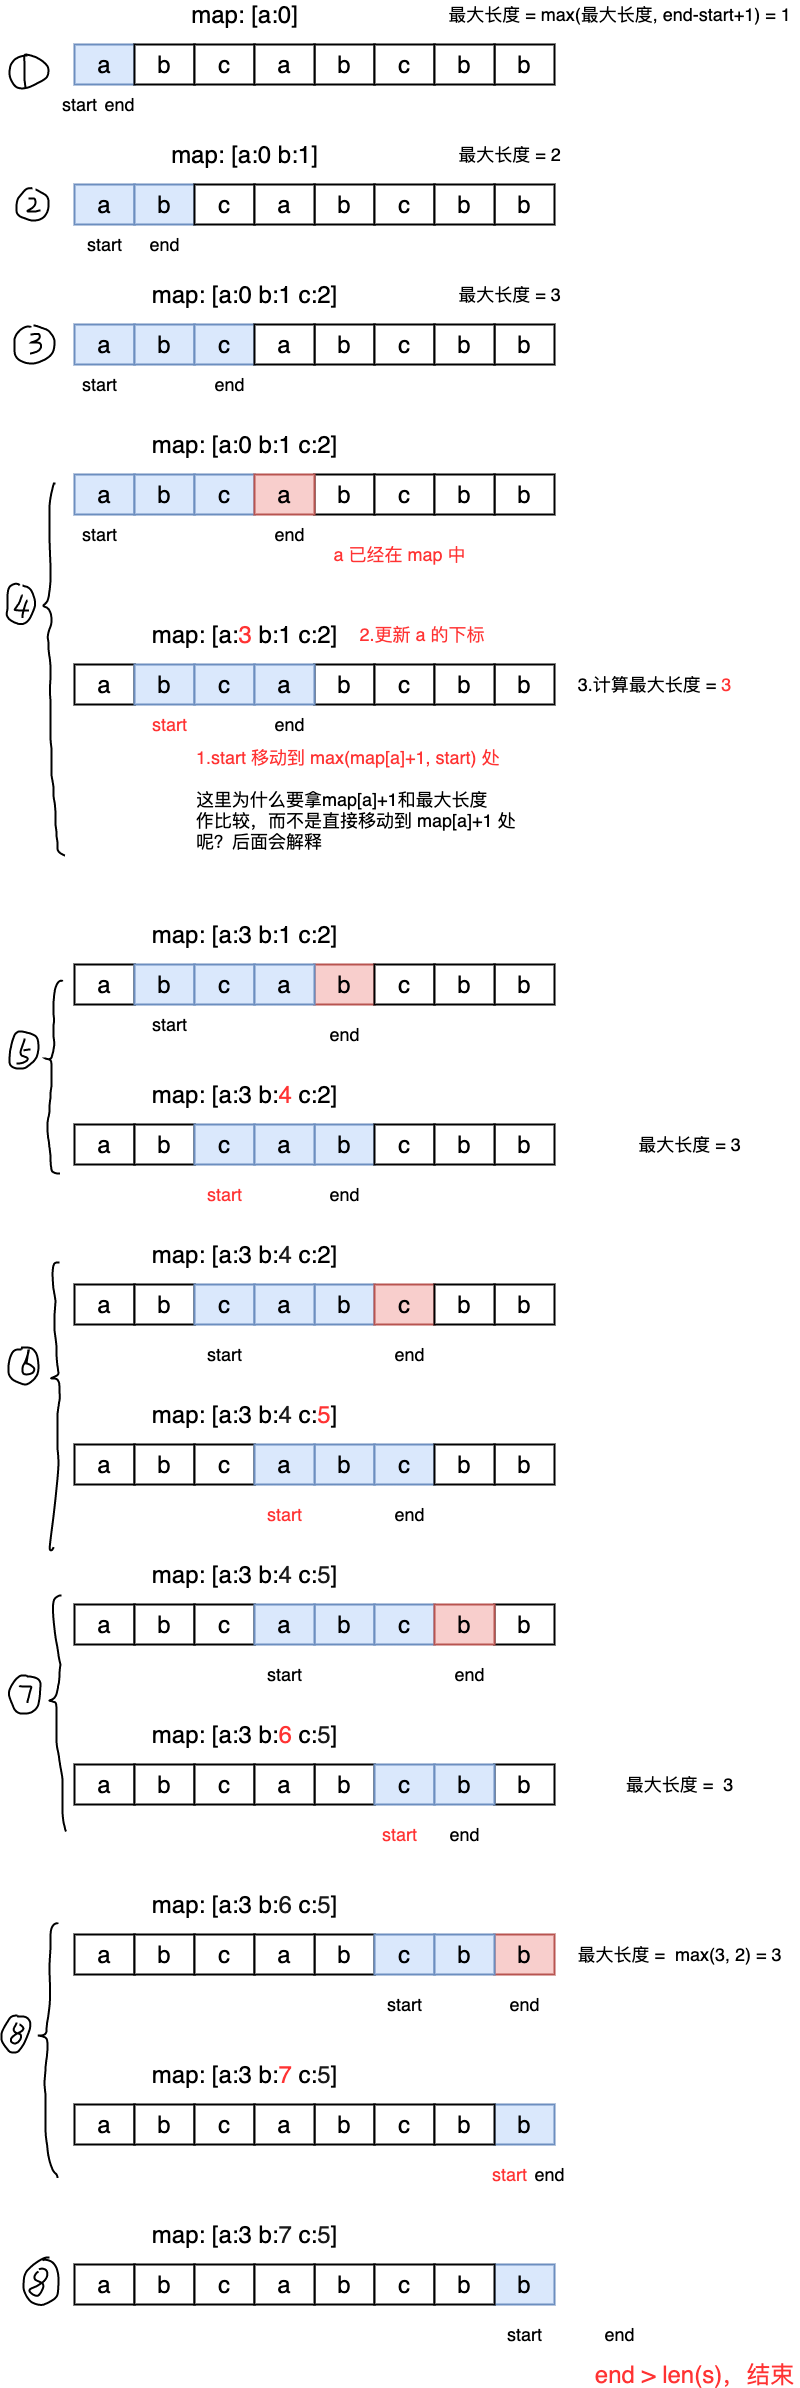 map: [a:0]
最大长度 = max(最大长度, end-start+1) = 1
①
a b c a b c b b
start end
map: [a:0 b:1]
最大长度 = 2
②
a b c a b c b b
start end
map: [a:0 b:1 c:2]
最大长度 = 3
③
a b c a b c b b
start end
map: [a:0 b:1 c:2]
a b c a b c b b
start end
a 已经在 map 中
④
map: [a:3 b:1 c:2]
2.更新 a 的下标
a b c a b c b b
3.计算最大长度 = 3
start end
1.start 移动到 max(map[a]+1, start) 处
这里为什么要拿map[a]+1和最大长度
作比较，而不是直接移动到 map[a]+1 处
呢？后面会解释
map: [a:3 b:1 c:2]
a b c a b c b b
start end
⑤
map: [a:3 b:4 c:2]
a b c a b c b b
最大长度 = 3
start end
map: [a:3 b:4 c:2]
a b c a b c b b
start end
⑥
map: [a:3 b:4 c:5]
a b c a b c b b
start end
map: [a:3 b:4 c:5]
a b c a b c b b
start end
⑦
map: [a:3 b:6 c:5]
a b c a b c b b
最大长度 = 3
start end
map: [a:3 b:6 c:5]
a b c a b c b b
最大长度 = max(3, 2) = 3
start end
⑧
map: [a:3 b:7 c:5]
a b c a b c b b
start end
map: [a:3 b:7 c:5]
⑧
a b c a b c b b
start end
end > len(s)，结束